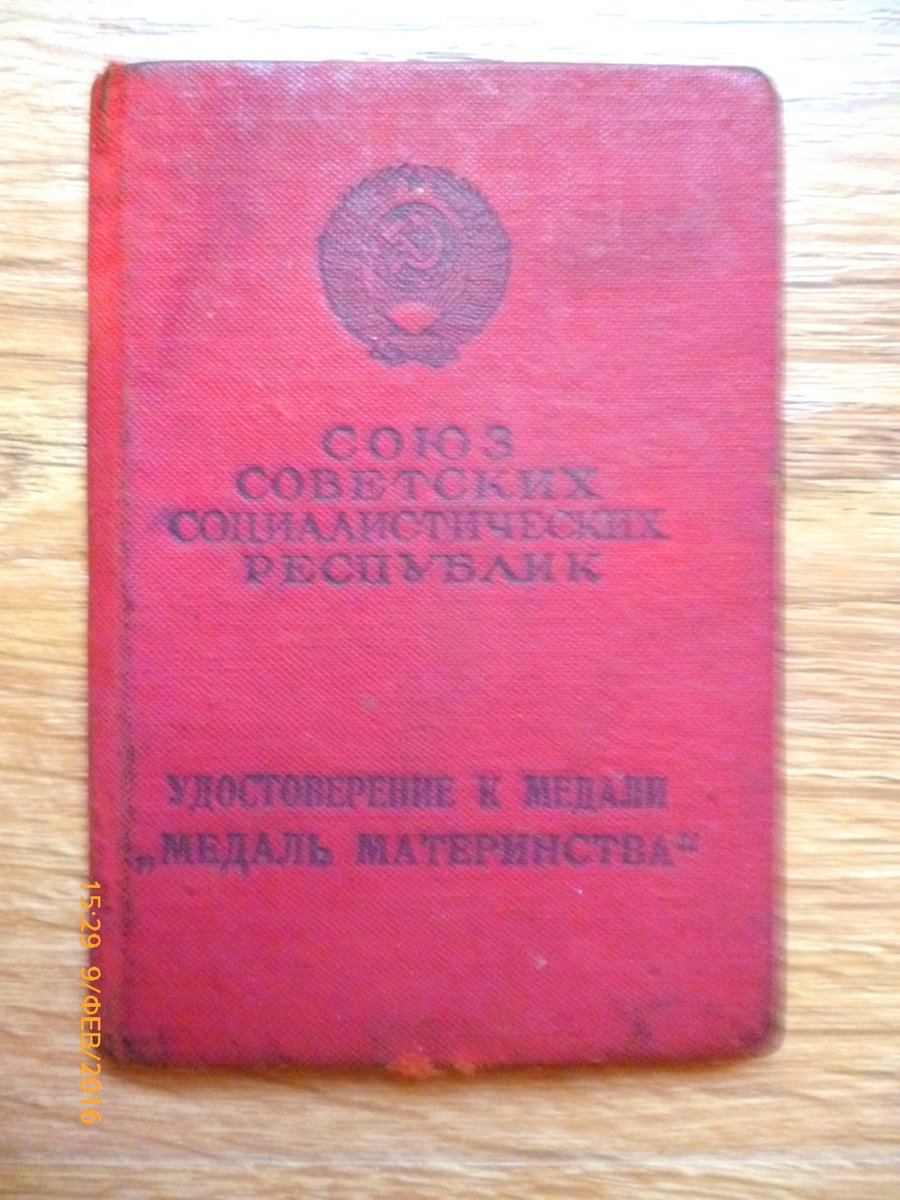 СОЮЗ
СОВЕТСКИХ
СОЦИАЛИСТИЧЕСКИХ
РЕСПУБЛИК
УДОСТОВЕРЕНИЕ К МЕДАЛИ
„МЕДАЛЬ МАТЕРИНСТВА“
15:29 9/ФЕВ/2016